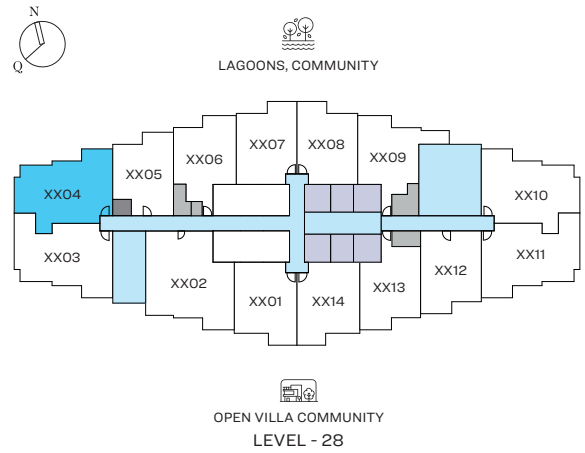 N
Q
LAGOONS, COMMUNITY
XX07 XX08
XX06 XX09
XX05
XX04 XX10
XX03 XX11
XX02 XX12
XX13
XX01 XX14
OPEN VILLA COMMUNITY
LEVEL - 28